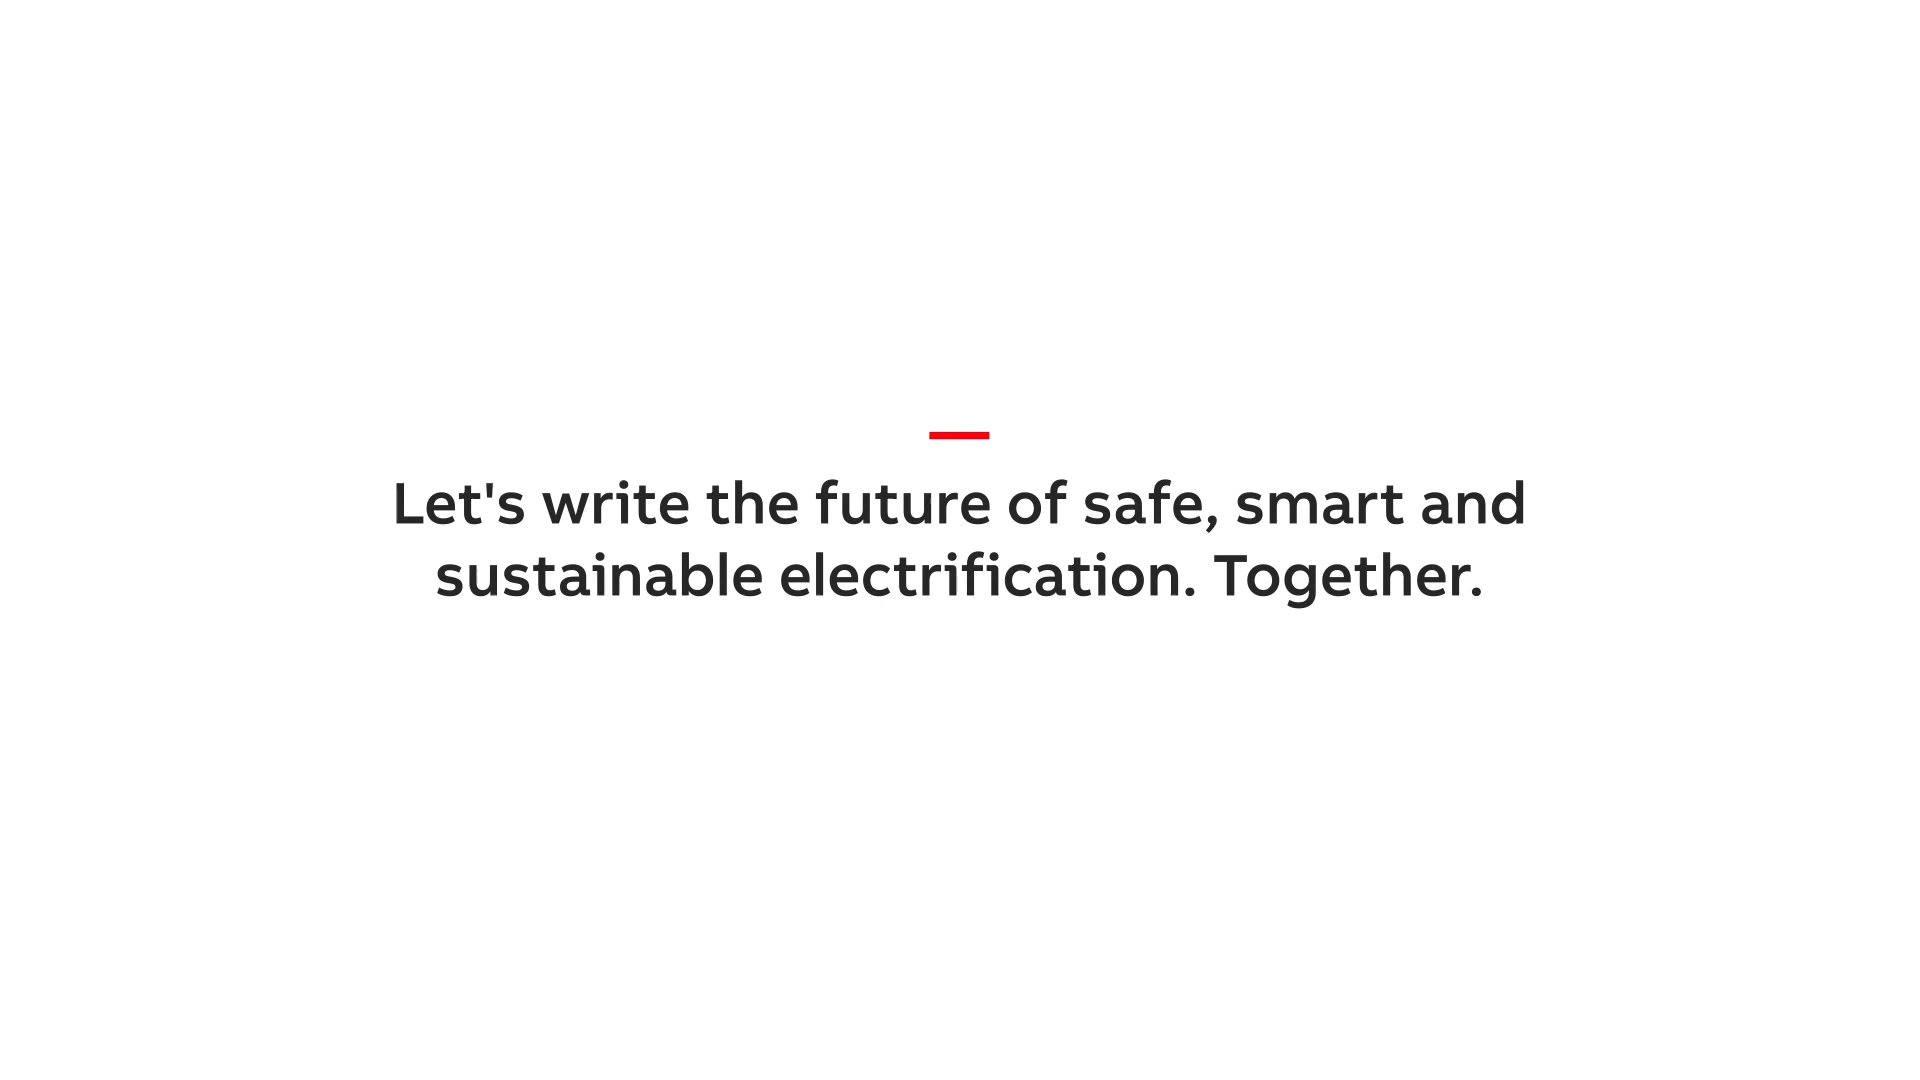 Let's write the future of safe, smart and
sustainable electrification. Together.